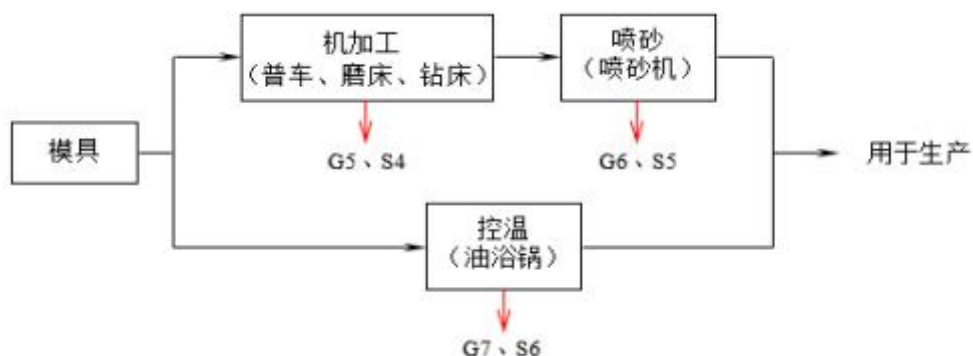 模具
机加工
（普车、磨床、钻床）
G5、S4
喷砂
（喷砂机）
G6、S5
控温
（油浴锅）
G7、S6
用于生产